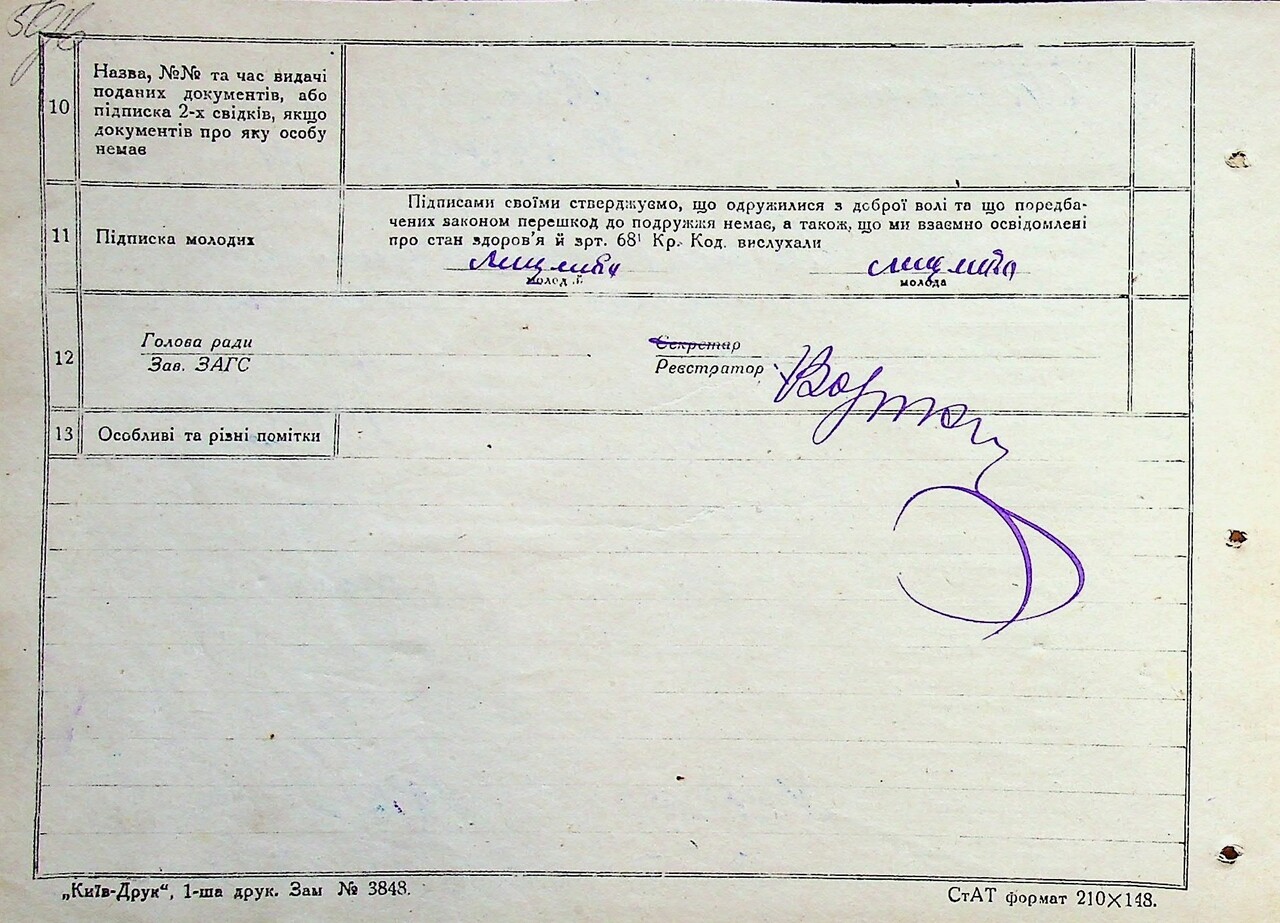 10
Назва, №№ та час видачі
поданих документів, або
підписка 2-х свідків, якщо
документів про яку особу
немає
11
Підписка молодих
Підписами своїми стверджуємо, що одружилися з доброї волі та що поредба-
чених законом перешкод до подружжя немає, а також, що ми взаємно освідомлені
про стан здоров'я й зрт. 68¹ Кр. Код. вислухали
молод й
молода
12
Голова ради
Зав. ЗАГС
Секретар
Реєстратор
13
Особливі та різні помітки
„Київ-Друк“, 1-ша друк. Зам № 3848.
СтАТ формат 210×148.